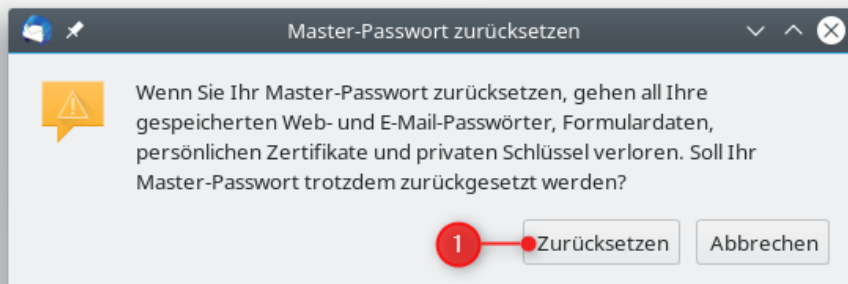 Master-Passwort zurücksetzen
Wenn Sie Ihr Master-Passwort zurücksetzen, gehen all Ihre
gespeicherten Web- und E-Mail-Passwörter, Formulardaten,
persönlichen Zertifikate und privaten Schlüssel verloren. Soll Ihr
Master-Passwort trotzdem zurückgesetzt werden?
1 Zurücksetzen Abbrechen